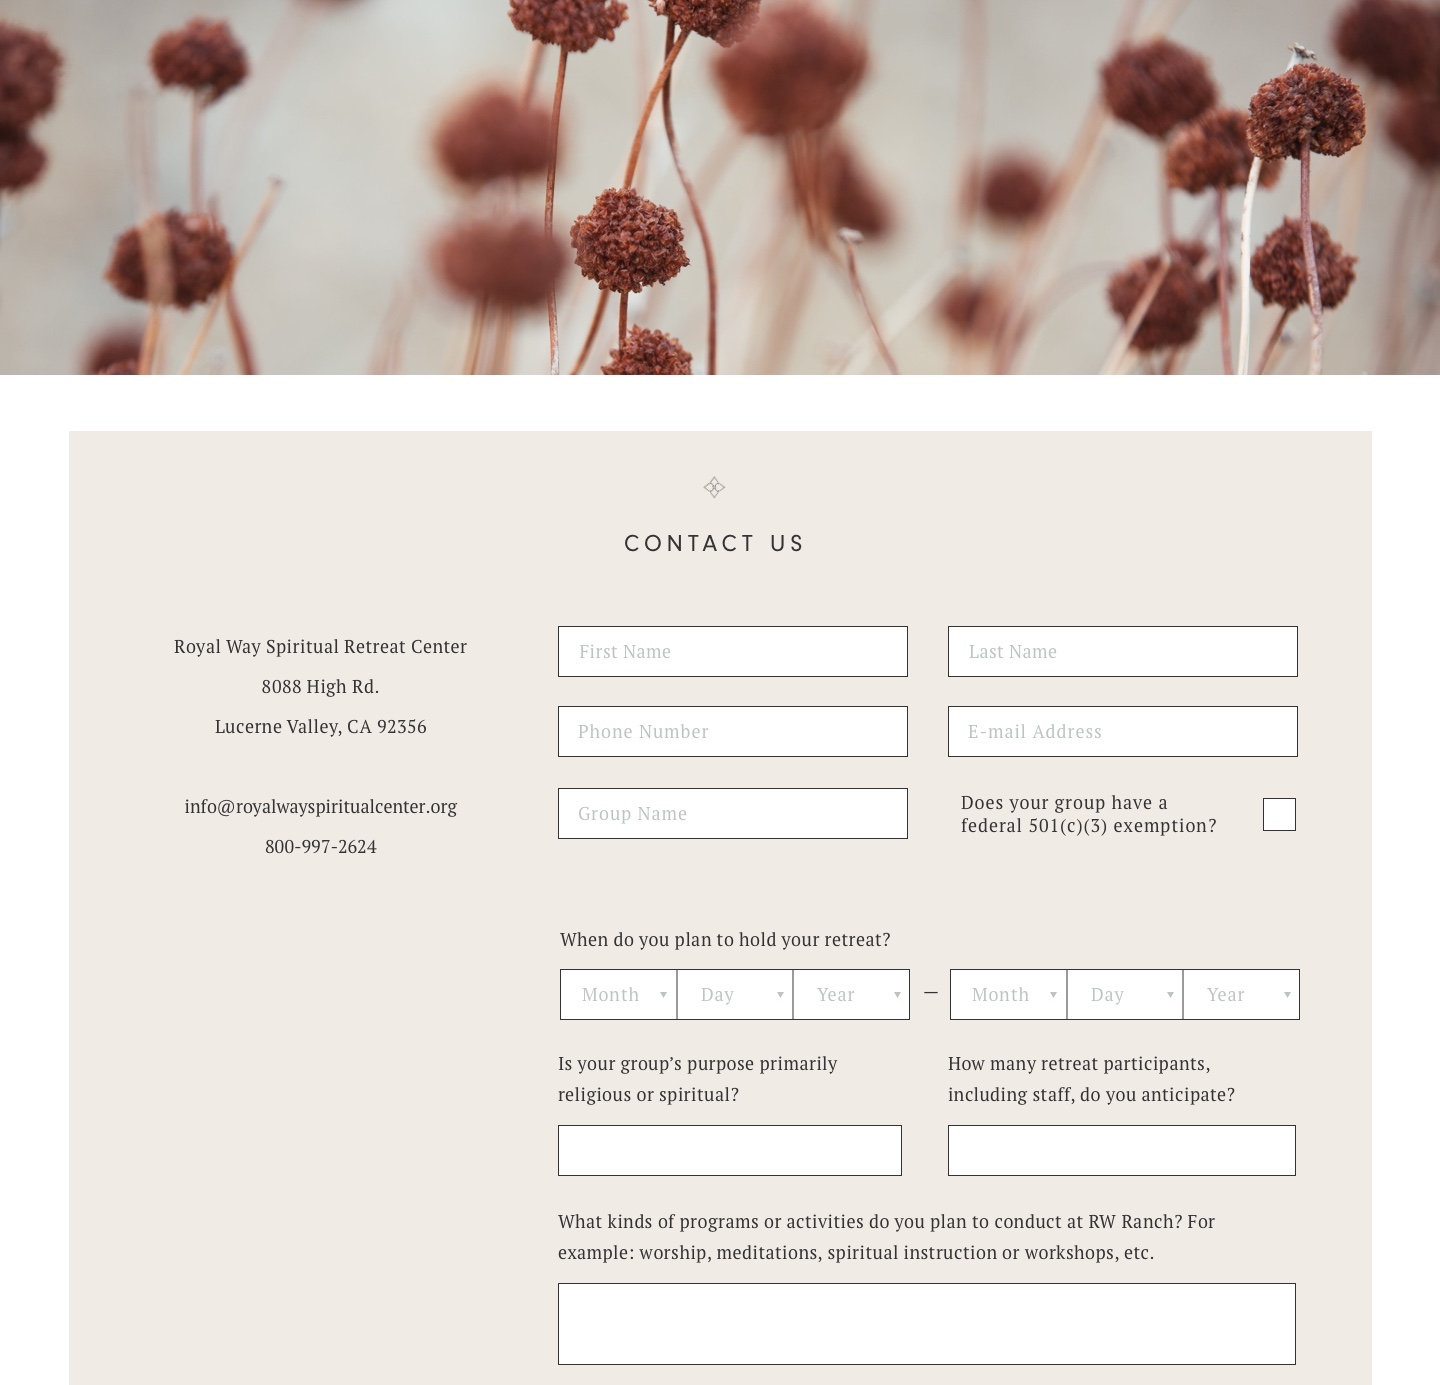 CONTACT US
Royal Way Spiritual Retreat Center
8088 High Rd.
Lucerne Valley, CA 92356
info@royalwayspiritualcenter.org
800-997-2624
First Name
Last Name
Phone Number
E-mail Address
Group Name
Does your group have a
federal 501(c)(3) exemption?
When do you plan to hold your retreat?
Month Day Year – Month Day Year
Is your group’s purpose primarily
religious or spiritual?
How many retreat participants,
including staff, do you anticipate?
What kinds of programs or activities do you plan to conduct at RW Ranch? For
example: worship, meditations, spiritual instruction or workshops, etc.